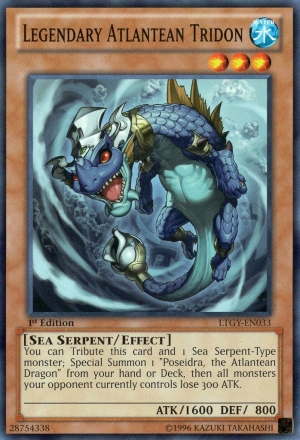 LEGENDARY ATLANTEAN TRIDON
WATER
水
1st Edition
LTGY-EN033
[SEA SERPENT/EFFECT]
You can Tribute this card and 1 Sea Serpent-Type
monster; Special Summon 1 "Poseidra, the Atlantean
Dragon" from your hand or Deck, then all monsters
your opponent currently controls lose 300 ATK.
ATK/1600 DEF/ 800
28754338
©1996 KAZUKI TAKAHASHI